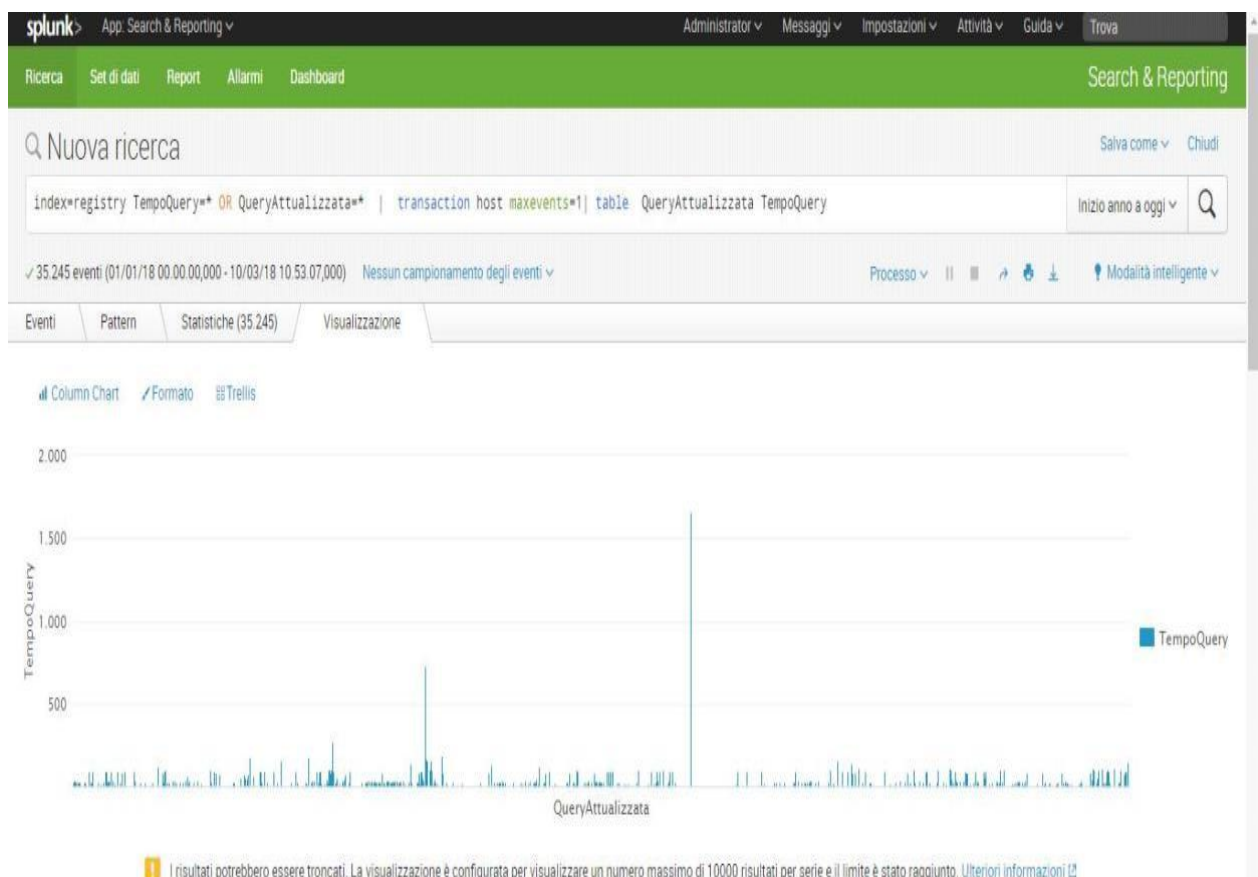 splunk> App: Search & Reporting Administrator Messaggi Impostazioni Attività Guida Trova
Ricerca Set di dati Report Allarmi Dashboard Search & Reporting
Nuova ricerca Salva come Chiudi
index=registry TempoQuery=* OR QueryAttualizzata=* | transaction host maxevents=1| table QueryAttualizzata TempoQuery Inizio anno a oggi
35.245 eventi (01/01/18 00.00.00,000 - 10/03/18 10.53.07,000) Nessun campionamento degli eventi Processo Modalità intelligente
Eventi Pattern Statistiche (35.245) Visualizzazione
Column Chart Formato Trellis
2.000
1.500
1.000
500
TempoQuery
TempoQuery
QueryAttualizzata
I risultati potrebbero essere troncati. La visualizzazione è configurata per visualizzare un numero massimo di 10000 risultati per serie e il limite è stato raggiunto. Ulteriori informazioni